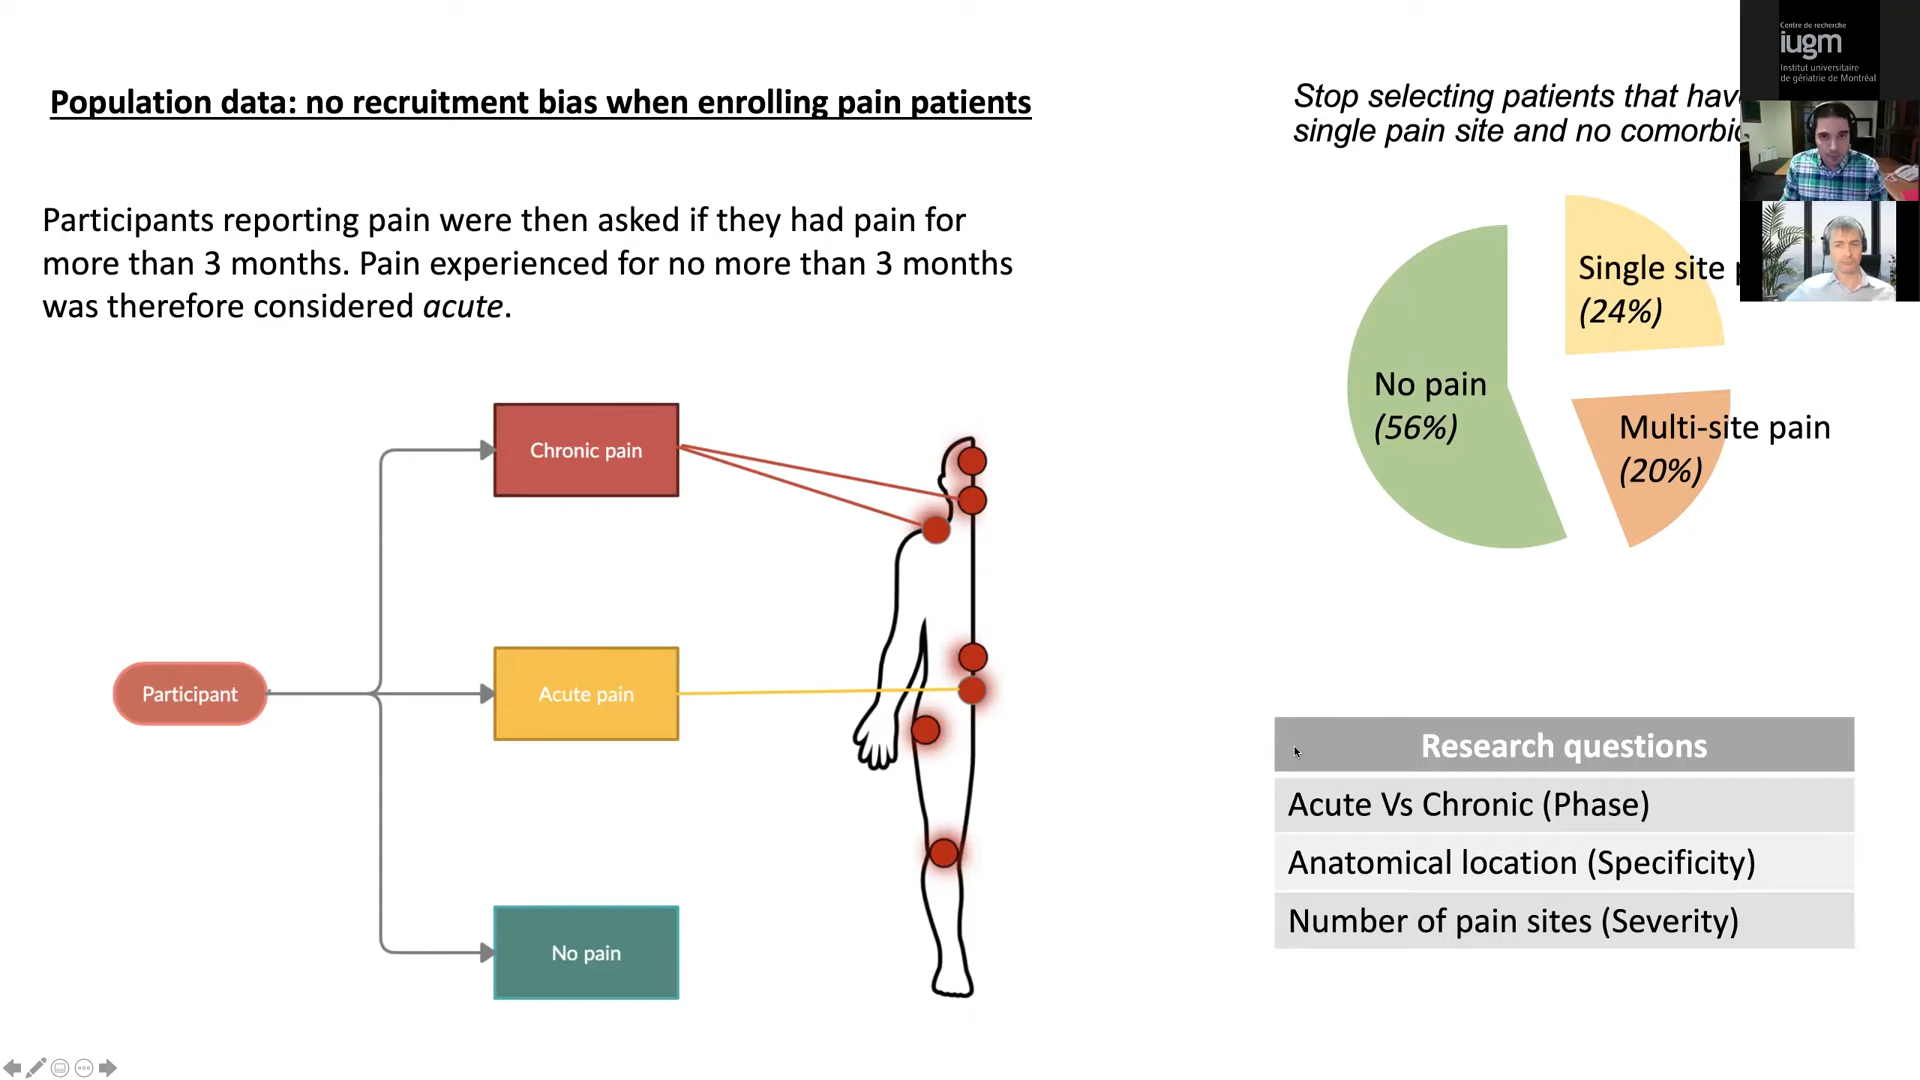 Population data: no recruitment bias when enrolling pain patients
Participants reporting pain were then asked if they had pain for
more than 3 months. Pain experienced for no more than 3 months
was therefore considered acute.
Participant
Chronic pain
Acute pain
No pain
Stop selecting patients that hav
single pain site and no comorbi
Single site
(24%)
No pain
(56%)
Multi-site pain
(20%)
Research questions
Acute Vs Chronic (Phase)
Anatomical location (Specificity)
Number of pain sites (Severity)
Centre de recherche
iugm
Institut universitaire
de gériatrie de Montréal